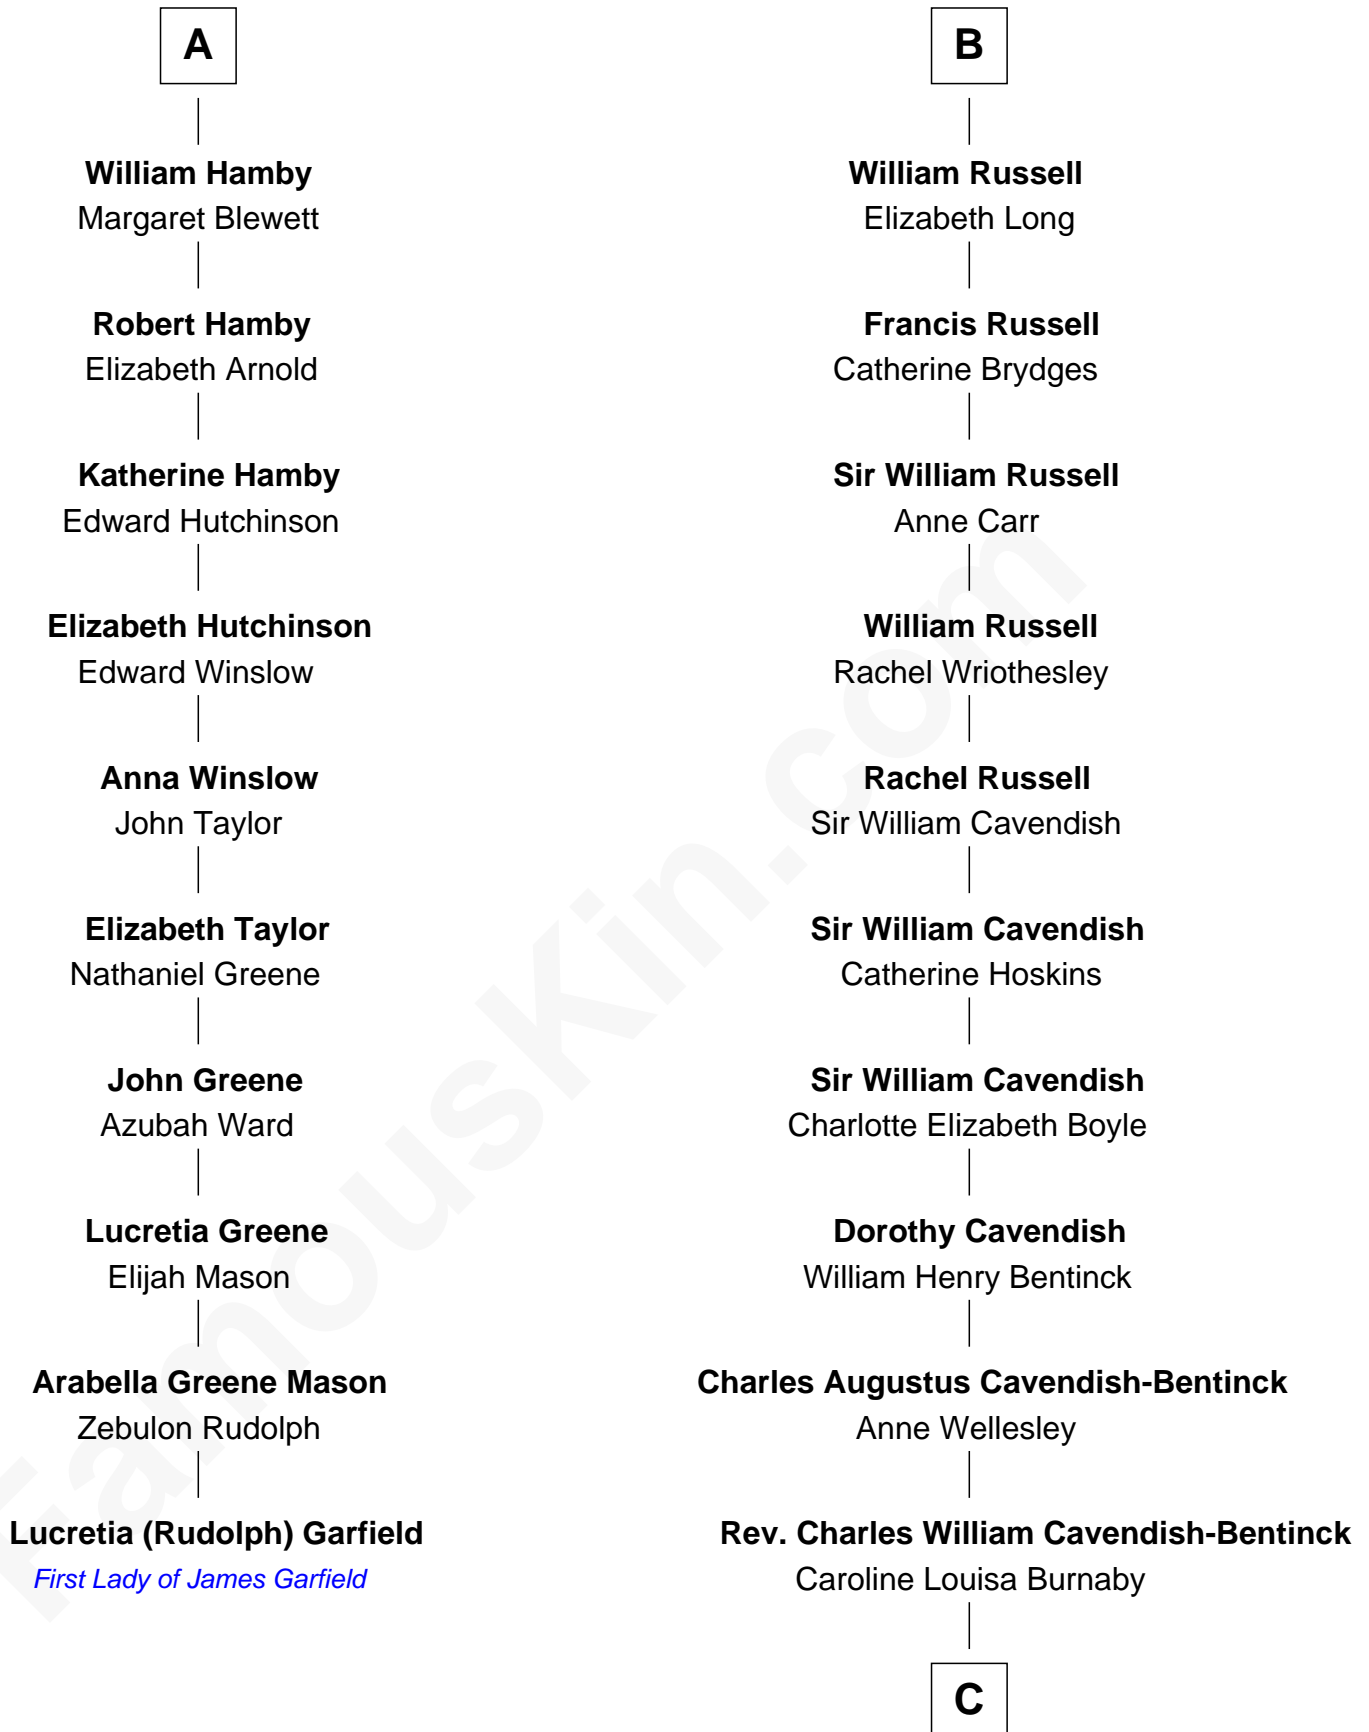 A
William Hamby
Margaret Blewett
Robert Hamby
Elizabeth Arnold
Katherine Hamby
Edward Hutchinson
Elizabeth Hutchinson
Edward Winslow
Anna Winslow
John Taylor
Elizabeth Taylor
Nathaniel Greene
John Greene
Azubah Ward
Lucretia Greene
Elijah Mason
Arabella Greene Mason
Zebulon Rudolph
Lucretia (Rudolph) Garfield
First Lady of James Garfield
B
William Russell
Elizabeth Long
Francis Russell
Catherine Brydges
Sir William Russell
Anne Carr
William Russell
Rachel Wriothesley
Rachel Russell
Sir William Cavendish
Sir William Cavendish
Catherine Hoskins
Sir William Cavendish
Charlotte Elizabeth Boyle
Dorothy Cavendish
William Henry Bentinck
Charles Augustus Cavendish-Bentinck
Anne Wellesley
Rev. Charles William Cavendish-Bentinck
Caroline Louisa Burnaby
C
FamousKin.com